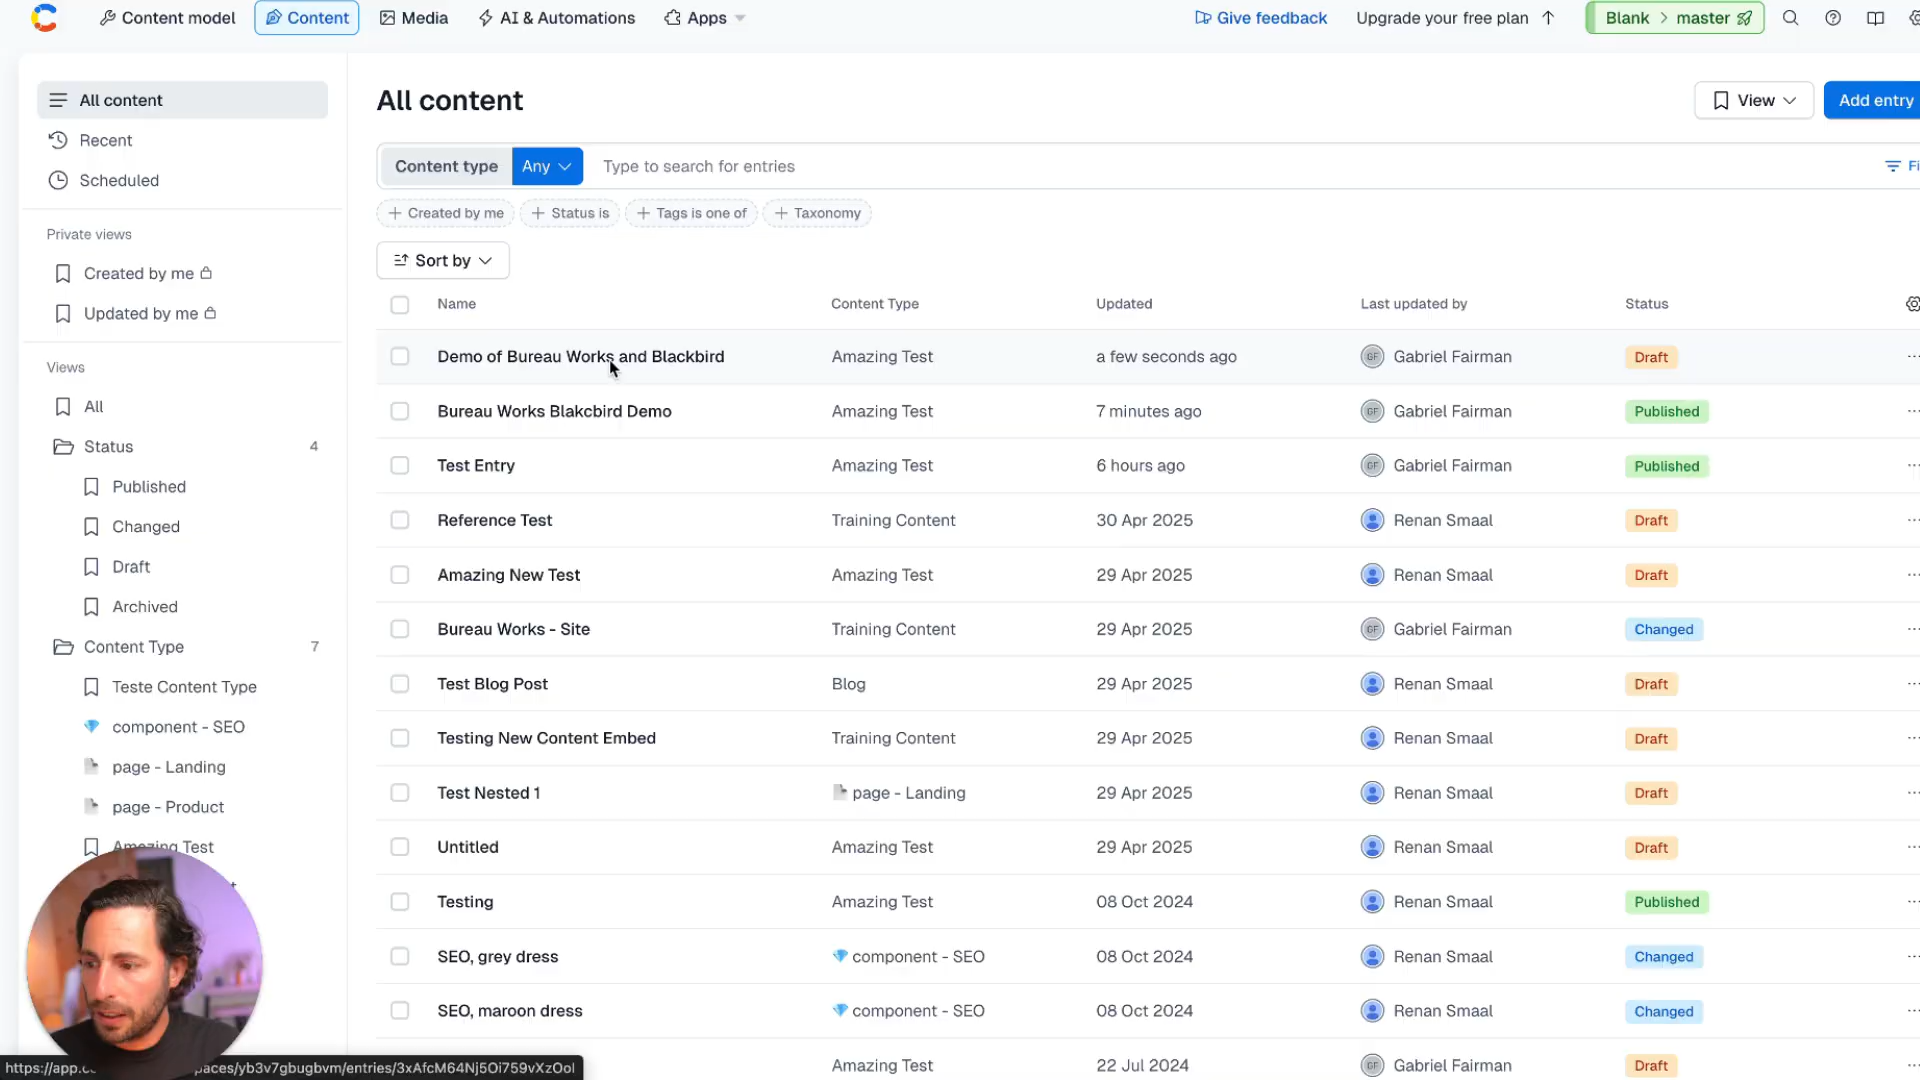 Content model
Content
Media
AI & Automations
Apps
Give feedback
Upgrade your free plan
Blank > master
All content
Recent
Scheduled
Private views
Created by me
Updated by me
Views
All
Status 4
Published
Changed
Draft
Archived
Content Type 7
Teste Content Type
component - SEO
page - Landing
page - Product
Amazing Test
All content
View
Add entry
Content type Any Type to search for entries
Created by me
Status is
Tags is one of
Taxonomy
Sort by
Name Content Type Updated Last updated by Status
Demo of Bureau Works and Blackbird Amazing Test a few seconds ago GF Gabriel Fairman Draft
Bureau Works Blakcbird Demo Amazing Test 7 minutes ago GF Gabriel Fairman Published
Test Entry Amazing Test 6 hours ago GF Gabriel Fairman Published
Reference Test Training Content 30 Apr 2025 Renan Smaal Draft
Amazing New Test Amazing Test 29 Apr 2025 Renan Smaal Draft
Bureau Works - Site Training Content 29 Apr 2025 GF Gabriel Fairman Changed
Test Blog Post Blog 29 Apr 2025 Renan Smaal Draft
Testing New Content Embed Training Content 29 Apr 2025 Renan Smaal Draft
Test Nested 1 page - Landing 29 Apr 2025 Renan Smaal Draft
Untitled Amazing Test 29 Apr 2025 Renan Smaal Draft
Testing Amazing Test 08 Oct 2024 Renan Smaal Published
SEO, grey dress component - SEO 08 Oct 2024 Renan Smaal Changed
SEO, maroon dress component - SEO 08 Oct 2024 Renan Smaal Changed
Amazing Test 22 Jul 2024 GF Gabriel Fairman Draft